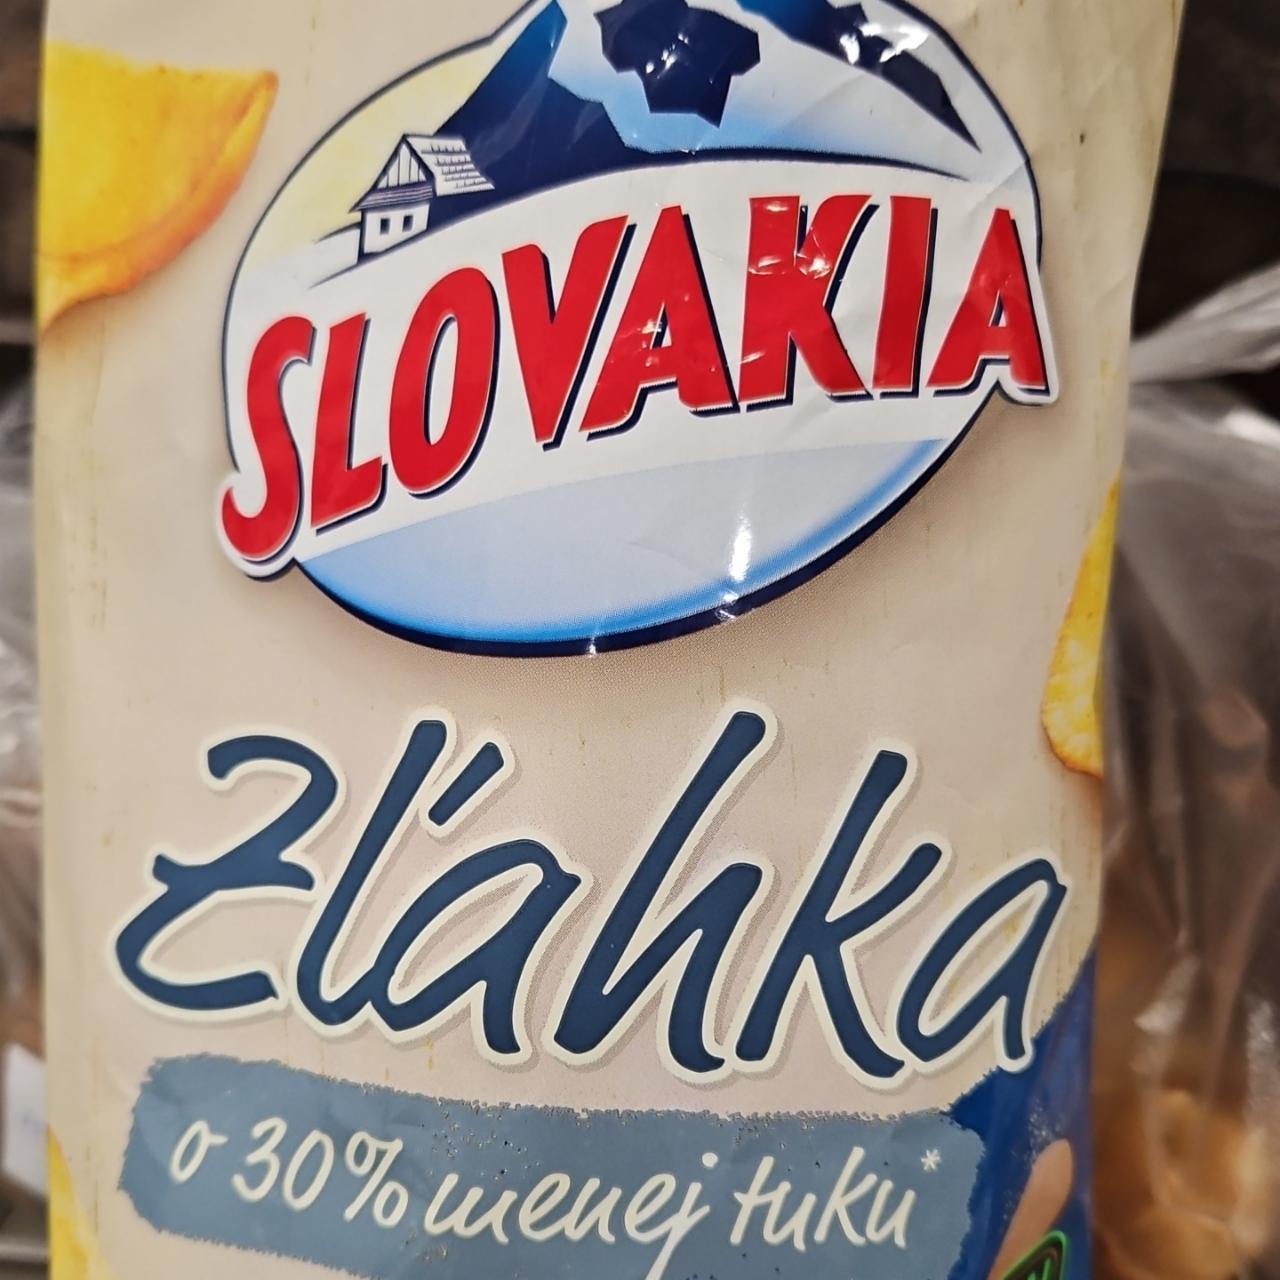 SLOVAKIA
Zľahka
o 30% menej tuku*